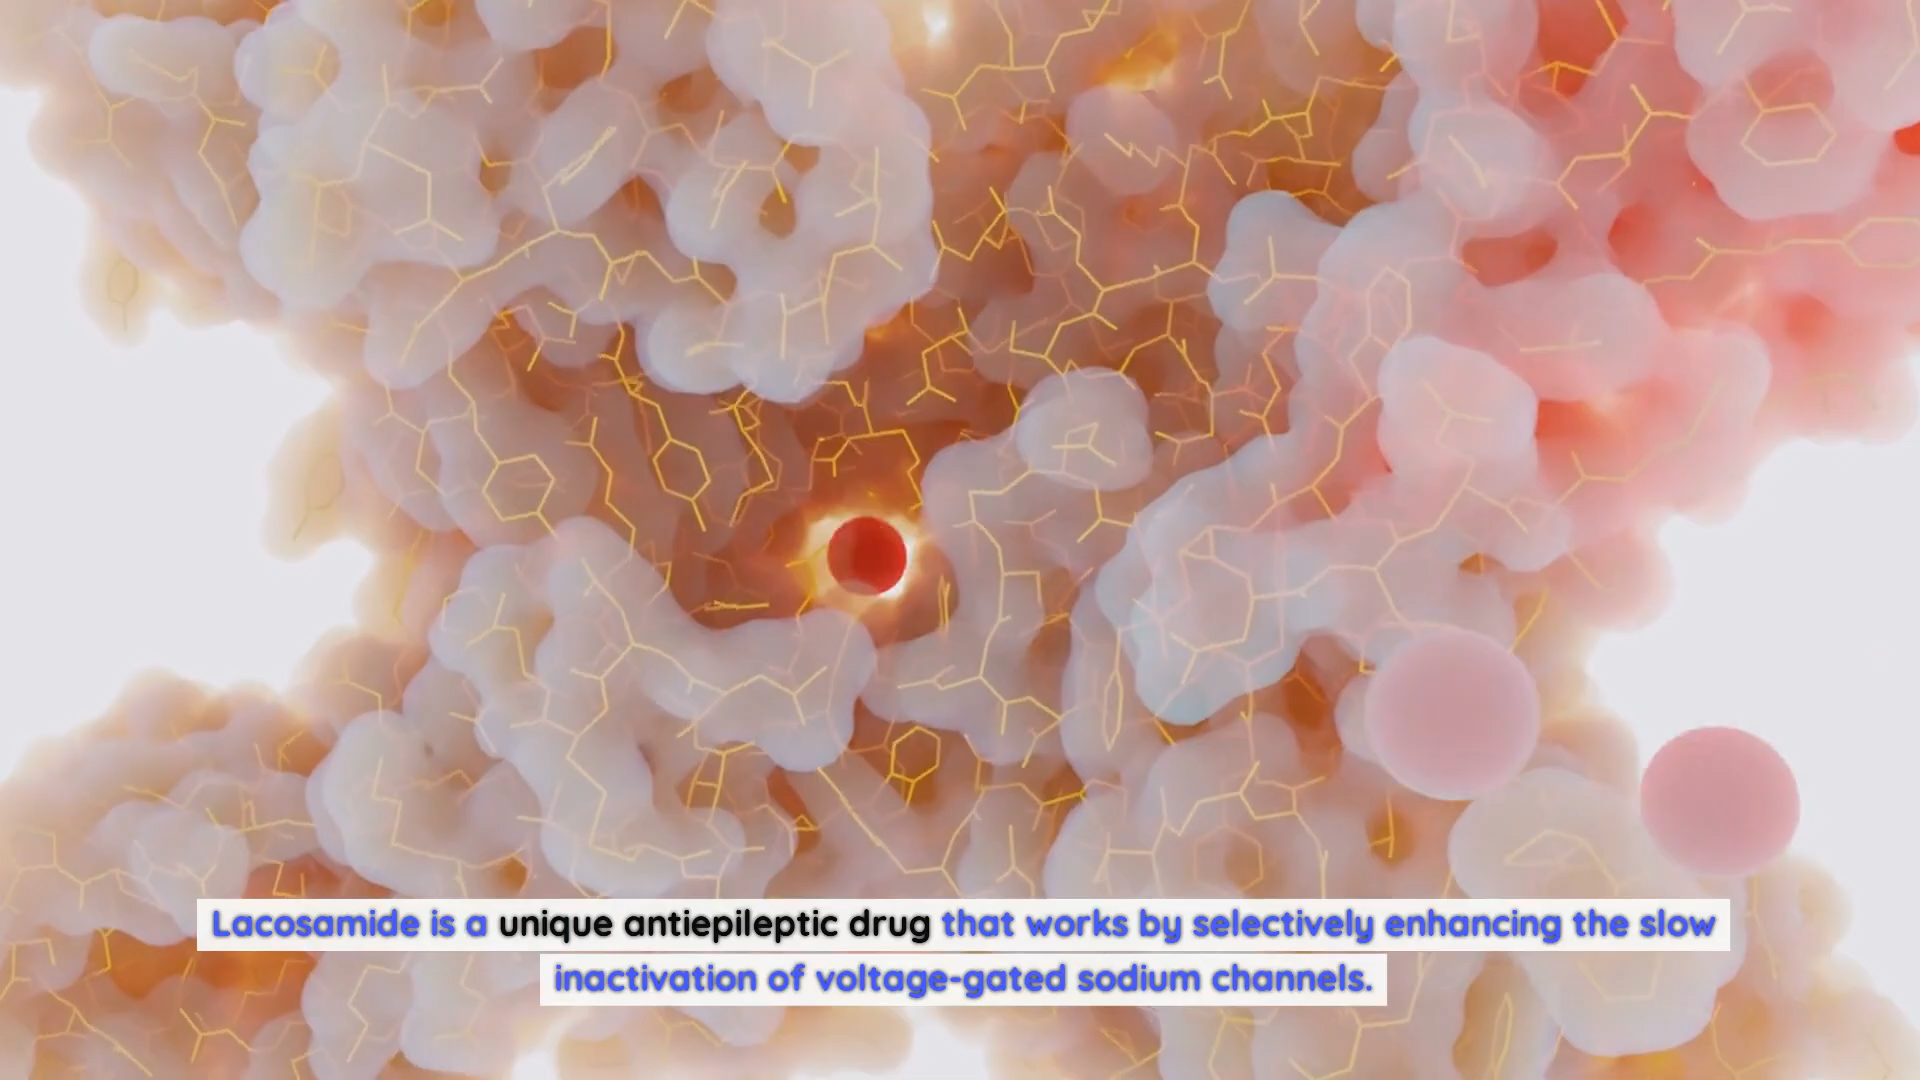 Lacosamide is a unique antiepileptic drug that works by selectively enhancing the slow
inactivation of voltage-gated sodium channels.